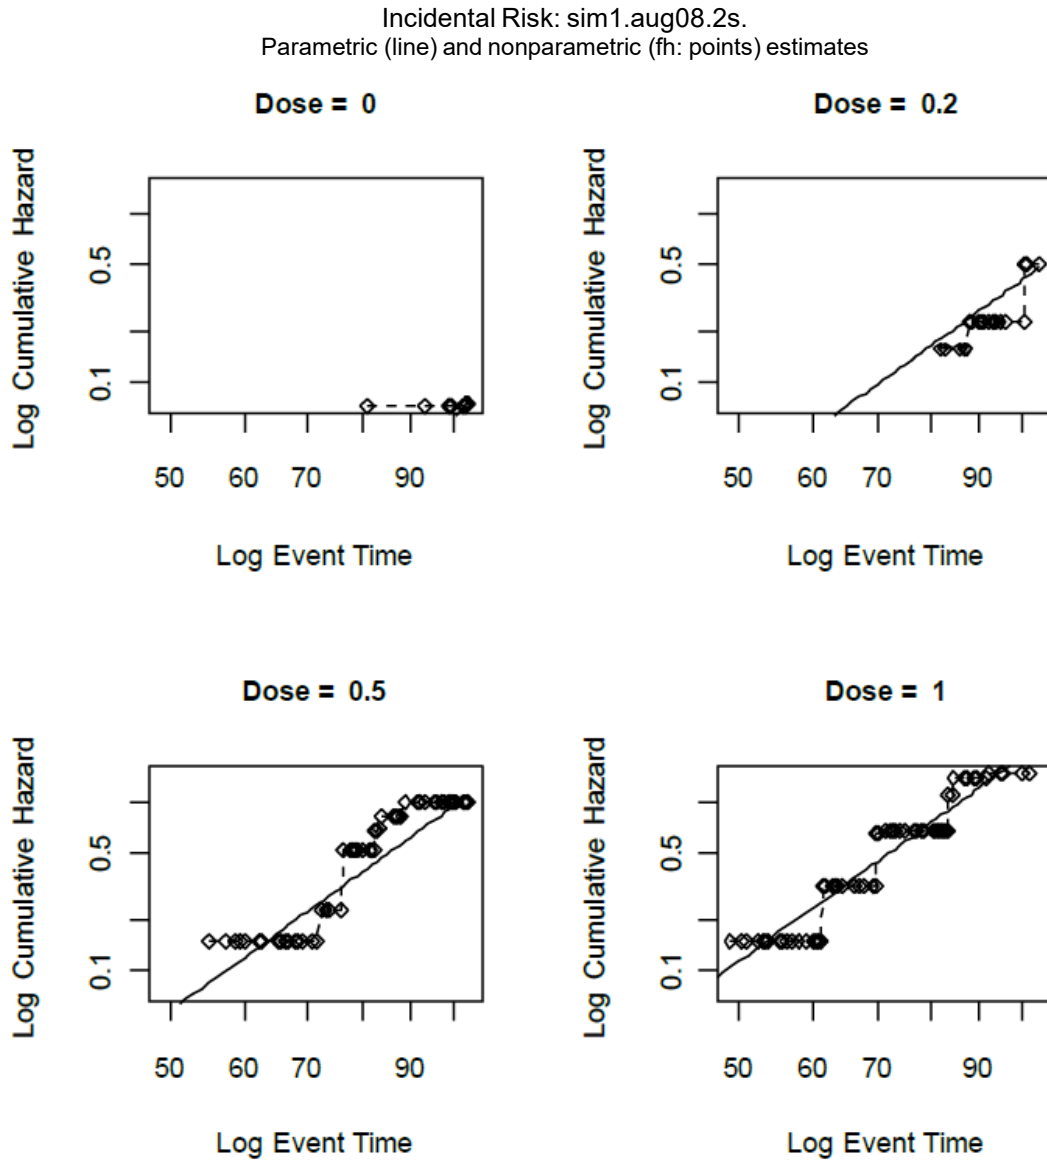 Incidental Risk: sim1.aug08.2s.
Parametric (line) and nonparametric (fh: points) estimates
Dose = 0
Log Cumulative Hazard
0.5
0.1
50 60 70 90
Log Event Time
Dose = 0.2
Log Cumulative Hazard
0.5
0.1
50 60 70 90
Log Event Time
Dose = 0.5
Log Cumulative Hazard
0.5
0.1
50 60 70 90
Log Event Time
Dose = 1
Log Cumulative Hazard
0.5
0.1
50 60 70 90
Log Event Time